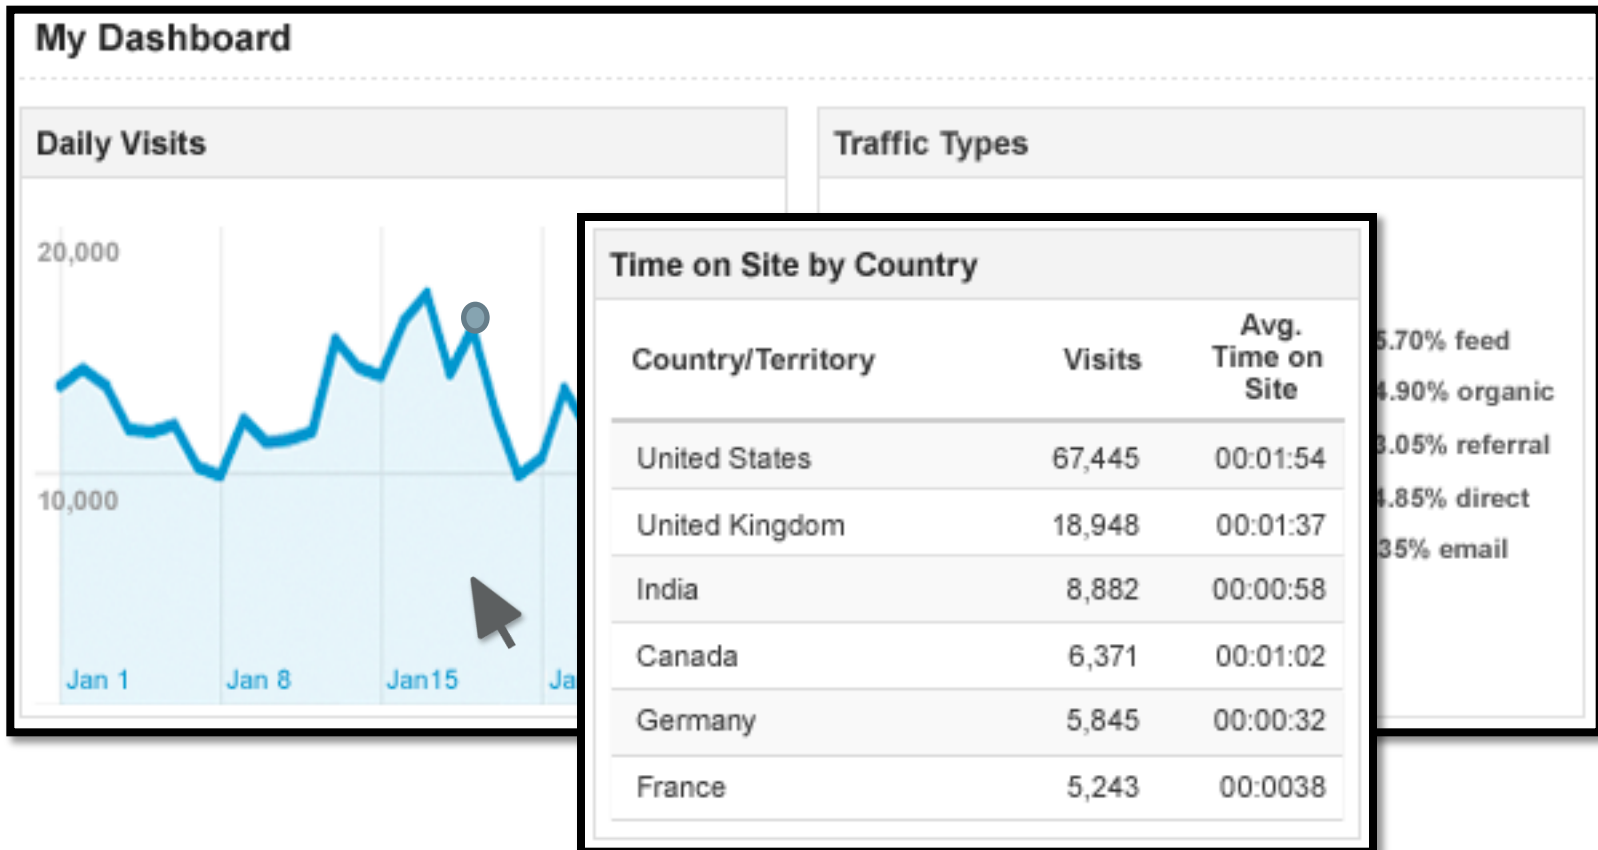 My Dashboard
Daily Visits
20,000
10,000
Jan 1 Jan 8 Jan15
Traffic Types
feed
organic
referral
direct
email
Time on Site by Country
Country/Territory Visits Avg. Time on Site
United States 67,445 00:01:54
United Kingdom 18,948 00:01:37
India 8,882 00:00:58
Canada 6,371 00:01:02
Germany 5,845 00:00:32
France 5,243 00:0038